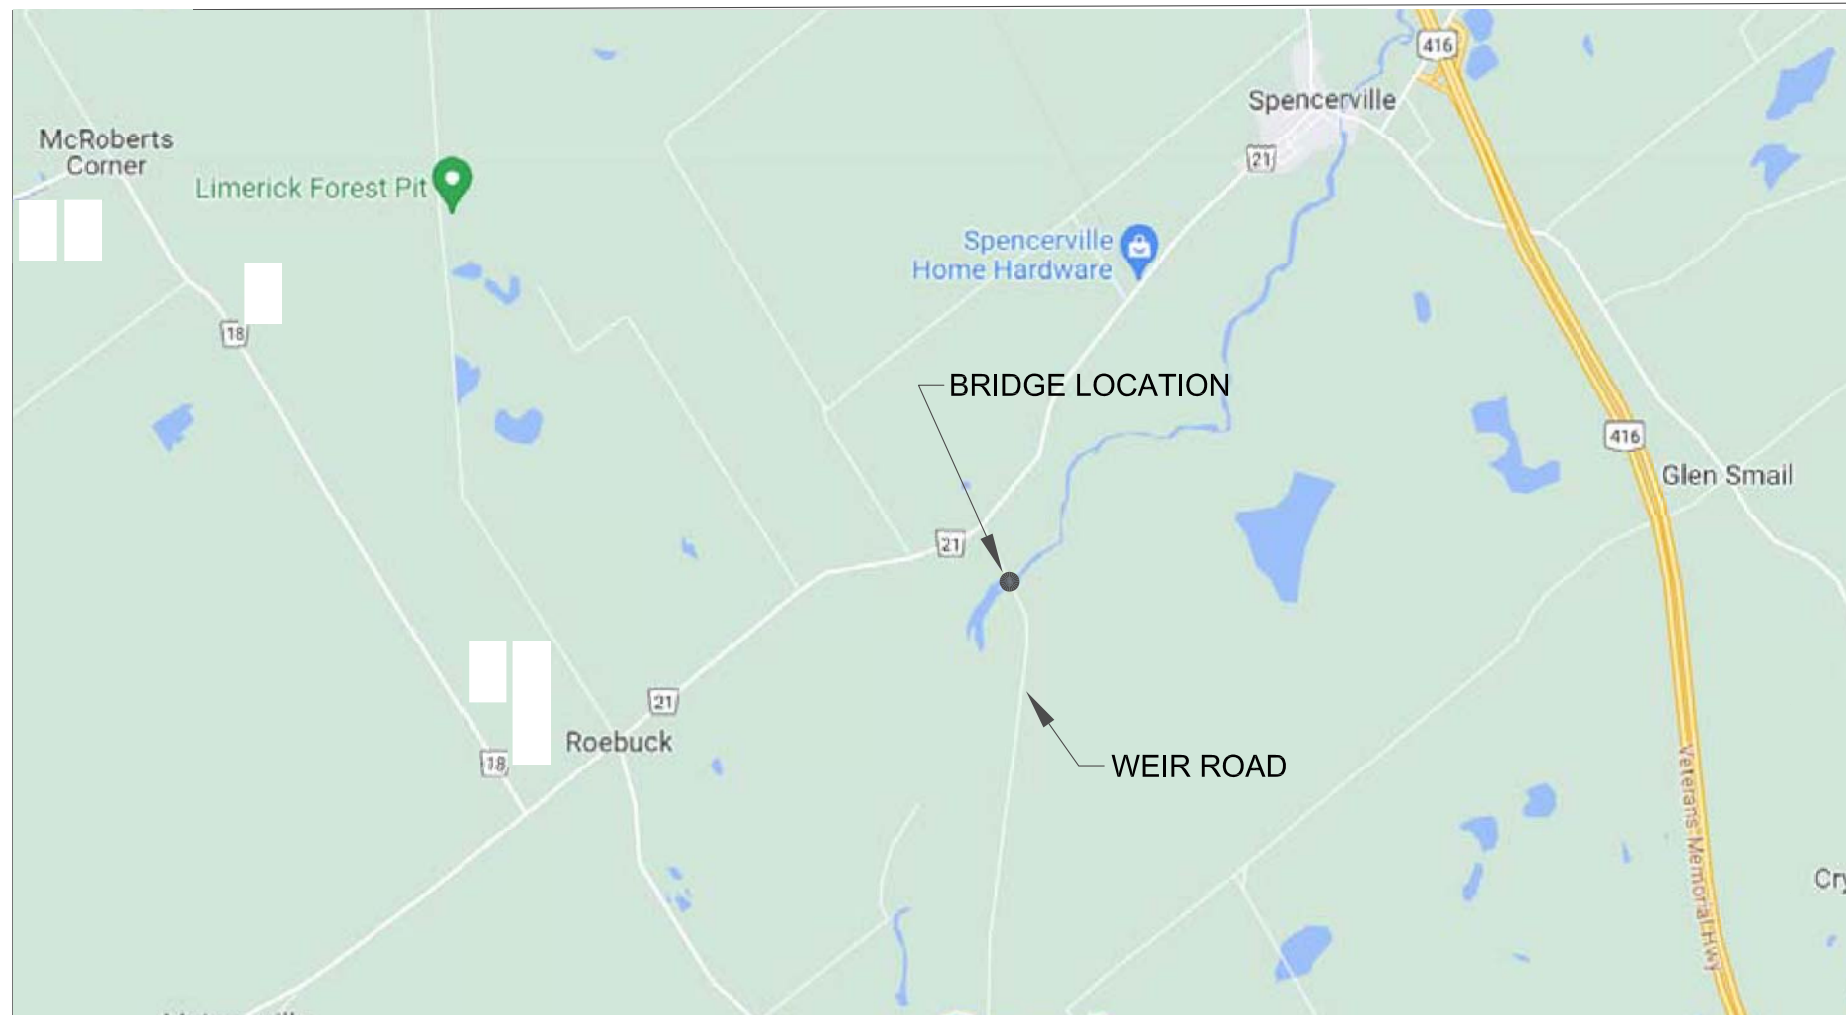 416
Spencerville
McRoberts
Corner
21
Limerick Forest Pit
Spencerville
Home Hardware
18
BRIDGE LOCATION
416
Glen Smail
21
21
Roebuck
18
WEIR ROAD
Veterans Memorial Hwy